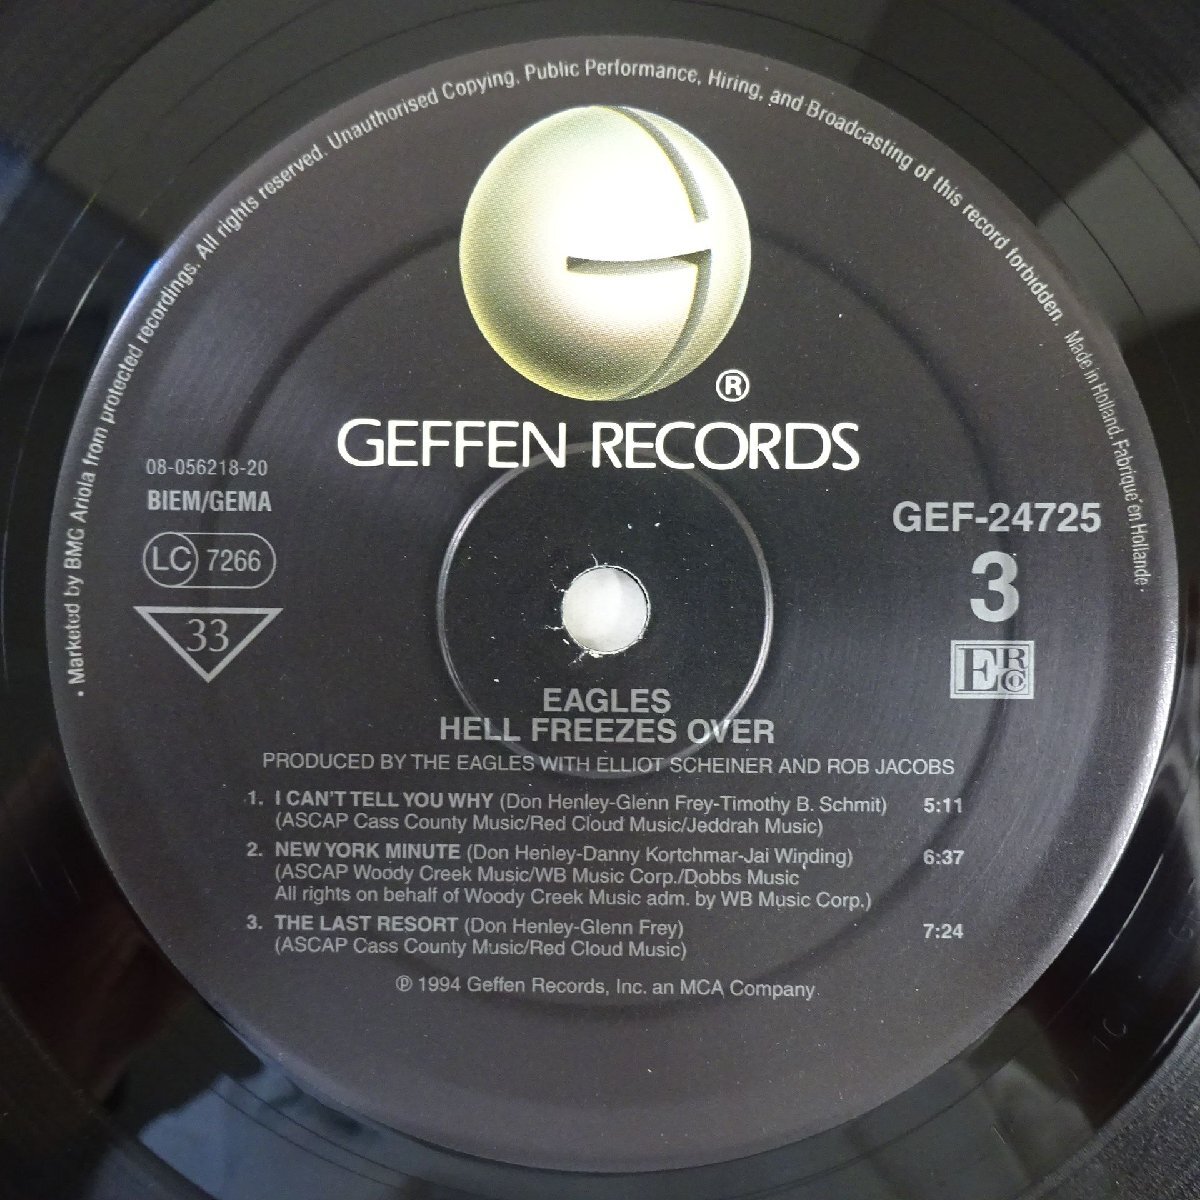 · Marketed by BMG Ariola from protected recordings. All rights reserved. Unauthorised Copying, Public Performance, Hiring, and Broadcasting of this record forbidden. Made in Holland. Fabriqué en Hollande·
®
GEFFEN RECORDS
08-056218-20
BIEM/GEMA
LC 7266
33
GEF-24725
3
E R Co
EAGLES
HELL FREEZES OVER
PRODUCED BY THE EAGLES WITH ELLIOT SCHEINER AND ROB JACOBS
1. I CAN'T TELL YOU WHY (Don Henley-Glenn Frey-Timothy B. Schmit) 5:11
(ASCAP Cass County Music/Red Cloud Music/Jeddrah Music)
2. NEW YORK MINUTE (Don Henley-Danny Kortchmar-Jai Winding) 6:37
(ASCAP Woody Creek Music/WB Music Corp./Dobbs Music
All rights on behalf of Woody Creek Music adm. by WB Music Corp.)
3. THE LAST RESORT (Don Henley-Glenn Frey) 7:24
(ASCAP Cass County Music/Red Cloud Music)
℗ 1994 Geffen Records, Inc. an MCA Company